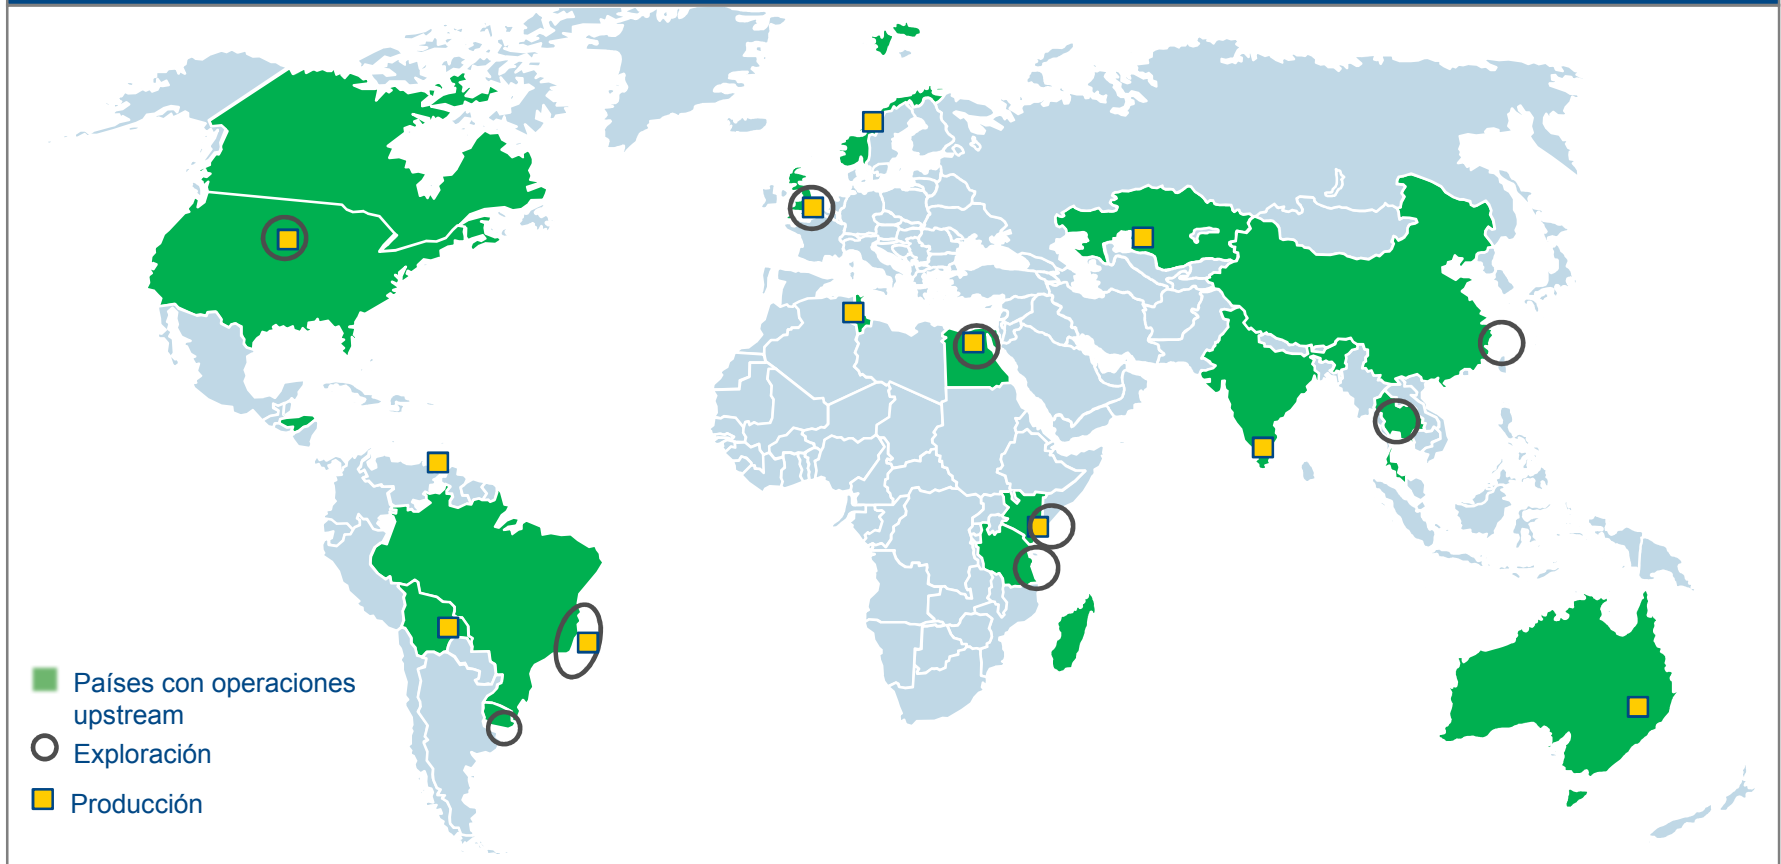 Países con operaciones
upstream
Exploración
Producción